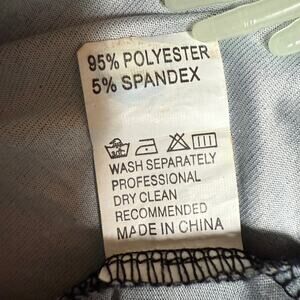 95% POLYESTER
5% SPANDEX
WASH SEPARATELY
PROFESSIONAL
DRY CLEAN
RECOMMENDED
MADE IN CHINA